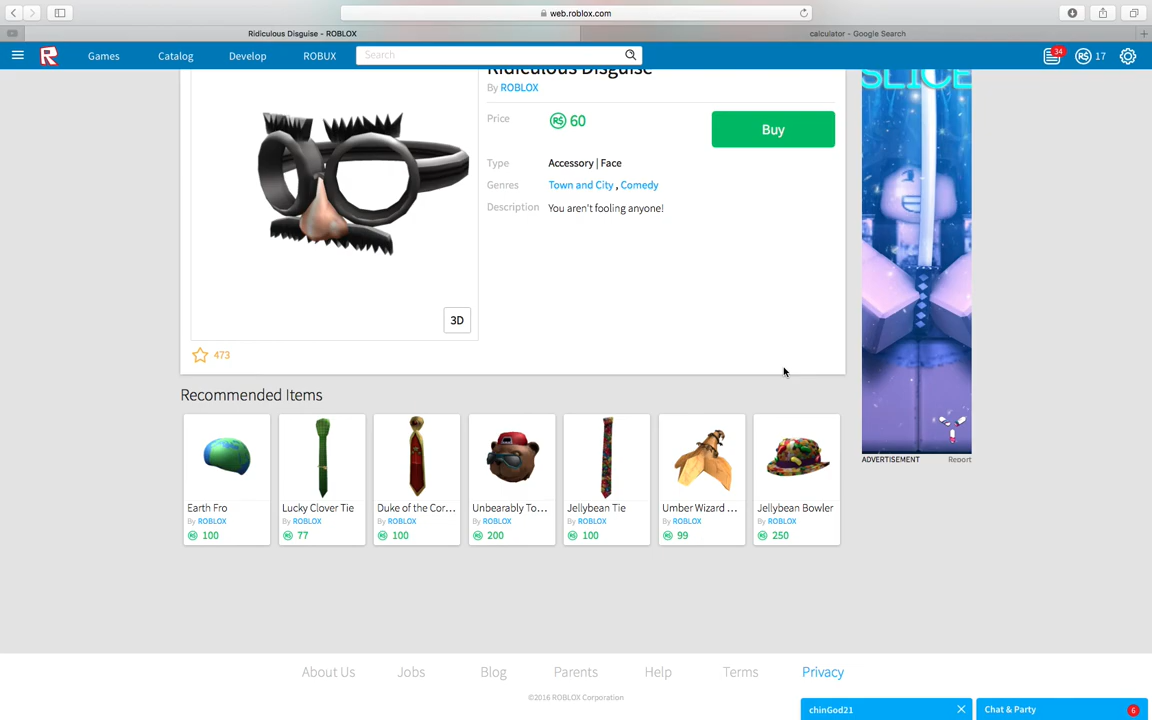 web.roblox.com
Ridiculous Disguise - ROBLOX
calculator - Google Search
Games
Catalog
Develop
ROBUX
Search
34
R$ 17
Ridiculous Disguise
By ROBLOX
Price
R$ 60
Buy
Type
Accessory | Face
Genres
Town and City , Comedy
Description
You aren't fooling anyone!
3D
473
SLICE
ADVERTISEMENT
Report
Recommended Items
Earth Fro
By ROBLOX
R$ 100
Lucky Clover Tie
By ROBLOX
R$ 77
Duke of the Cor...
By ROBLOX
R$ 100
Unbearably To...
By ROBLOX
R$ 200
Jellybean Tie
By ROBLOX
R$ 100
Umber Wizard ...
By ROBLOX
R$ 99
Jellybean Bowler
By ROBLOX
R$ 250
About Us
Jobs
Blog
Parents
Help
Terms
Privacy
©2016 ROBLOX Corporation
chinGod21
Chat & Party
6